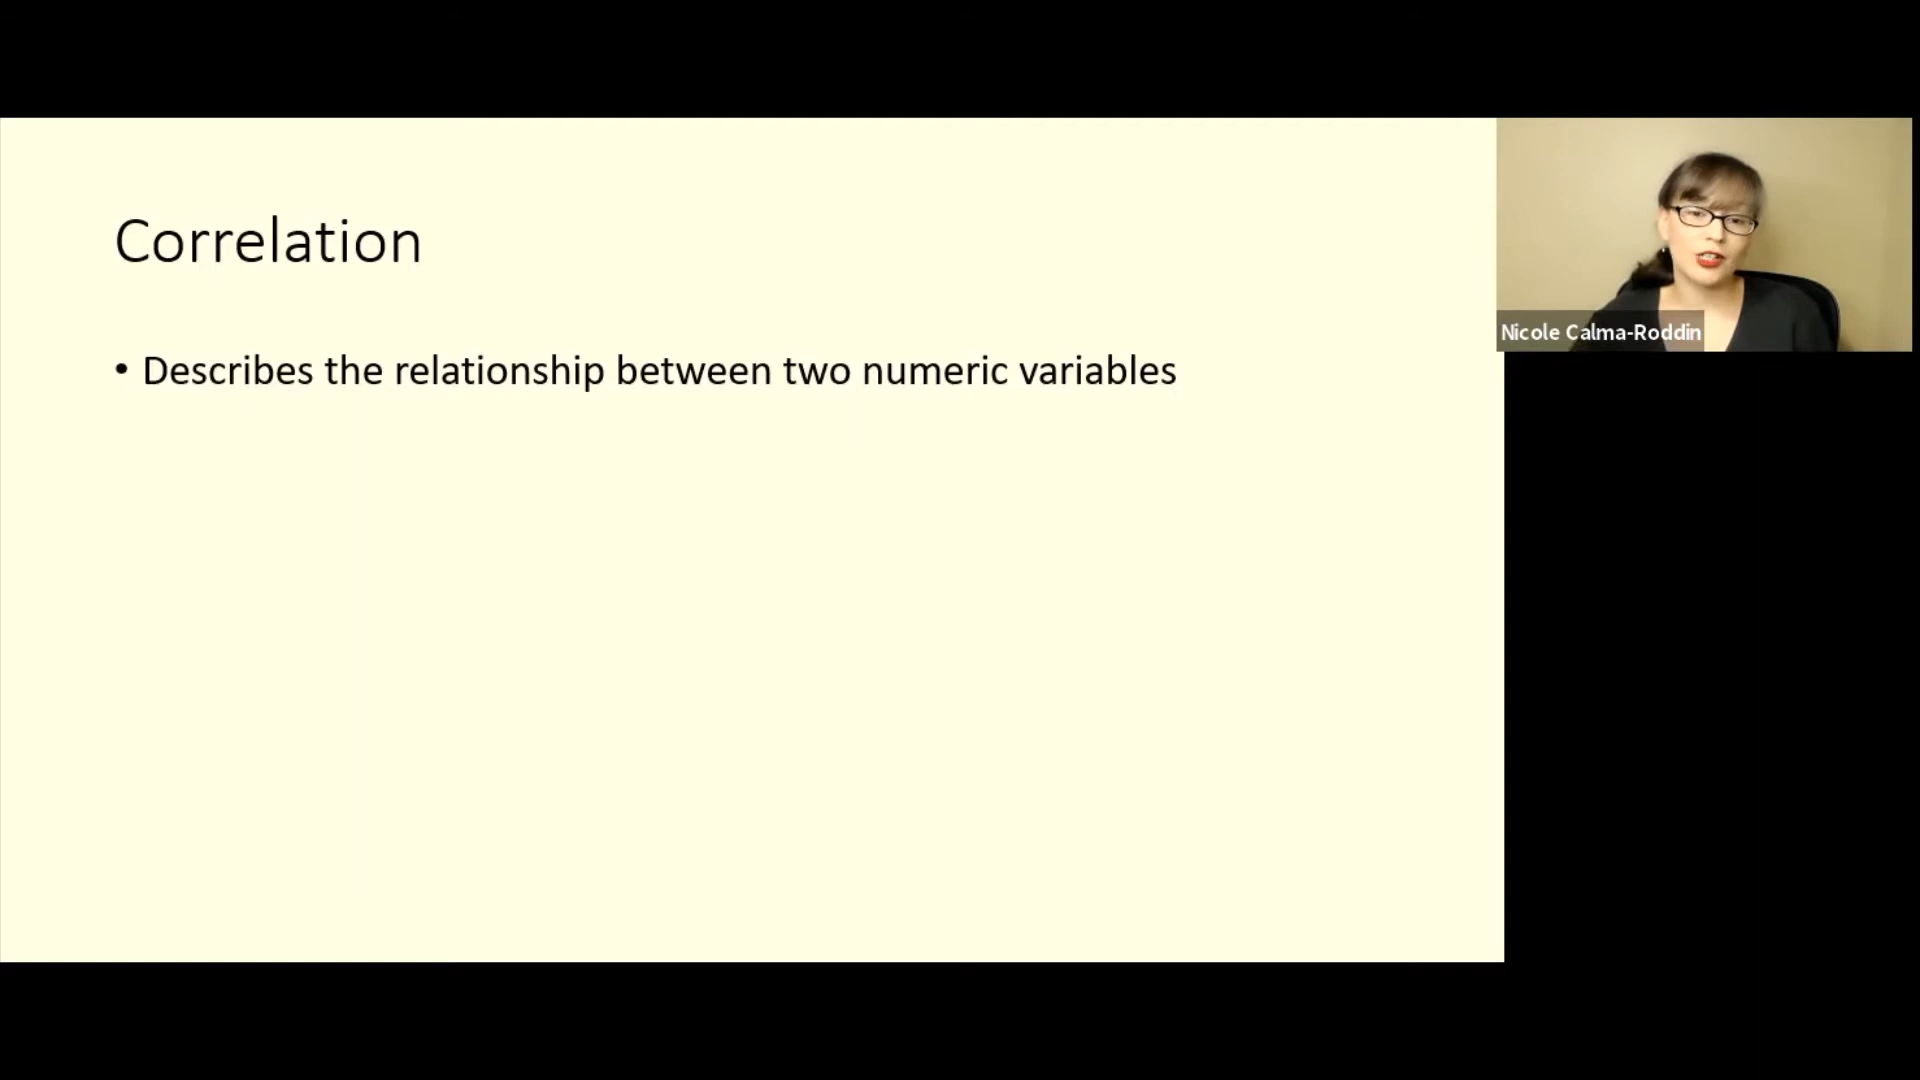 Correlation
• Describes the relationship between two numeric variables
Nicole Calma-Roddin